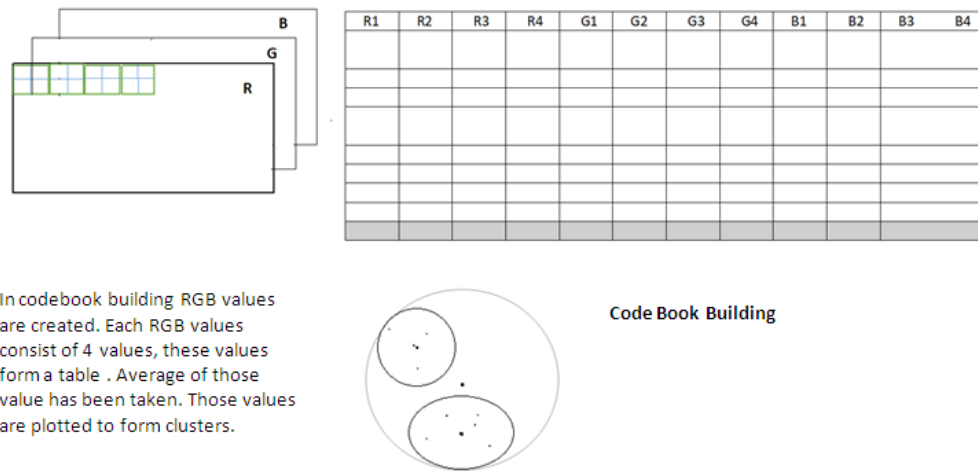 B
G
R
R1 R2 R3 R4 G1 G2 G3 G4 B1 B2 B3 B4
In codebook building RGB values
are created. Each RGB values
consist of 4 values, these values
form a table . Average of those
value has been taken. Those values
are plotted to form clusters.
Code Book Building